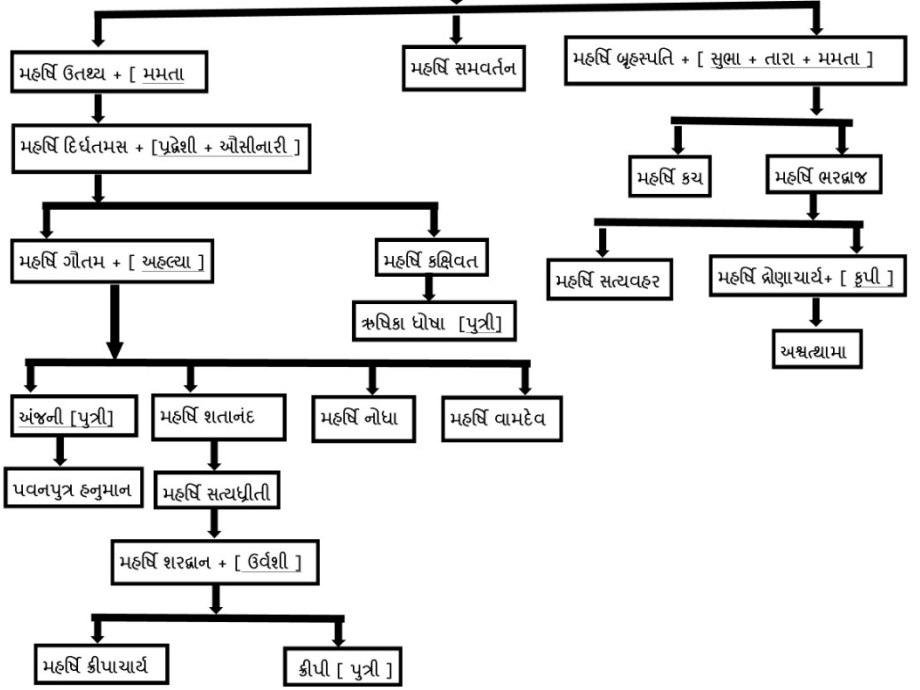 મહર્ષિ ઉતથ્ય + [ મમતા
મહર્ષિ સમવર્તન
મહર્ષિ બૃહસ્પતિ + [ સુભા + તારા + મમતા ]
મહર્ષિ દિર્ઘતમસ + [પ્રદ્વેશી + ઔસીનારી ]
મહર્ષિ કચ
મહર્ષિ ભરદ્વાજ
મહર્ષિ ગૌતમ + [ અહલ્યા ]
મહર્ષિ કક્ષિવત
મહર્ષિ સત્યવહર
મહર્ષિ દ્રોણાચાર્ય+ [ કૃપી ]
ઋષિકા ઘોષા [પુત્રી]
અશ્વત્થામા
અંજની [પુત્રી]
મહર્ષિ શતાનંદ
મહર્ષિ નોધા
મહર્ષિ વામદેવ
પવનપુત્ર હનુમાન
મહર્ષિ સત્યધ્રીતી
મહર્ષિ શરદ્વાન + [ ઉર્વશી ]
મહર્ષિ ક્રીપાચાર્ય
ક્રીપી [ પુત્રી ]